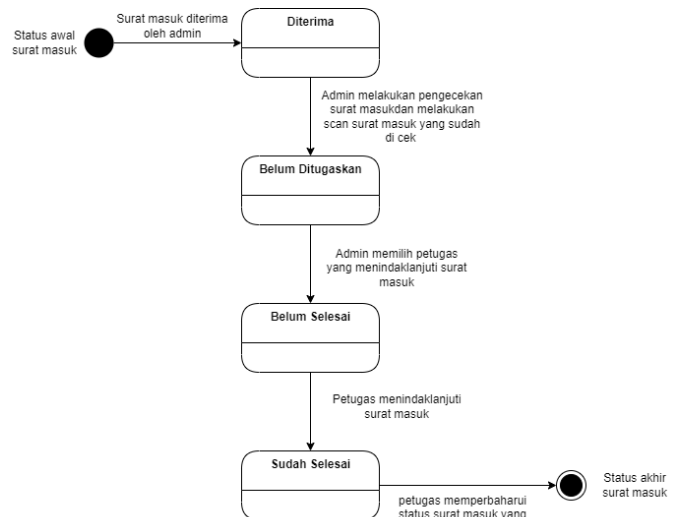 Status awal
surat masuk
Surat masuk diterima
oleh admin
Diterima
Admin melakukan pengecekan
surat masukdan melakukan
scan surat masuk yang sudah
di cek
Belum Ditugaskan
Admin memilih petugas
yang menindaklanjuti surat
masuk
Belum Selesai
Petugas menindaklanjuti
surat masuk
Sudah Selesai
petugas memperbaharui
status surat masuk yang
Status akhir
surat masuk